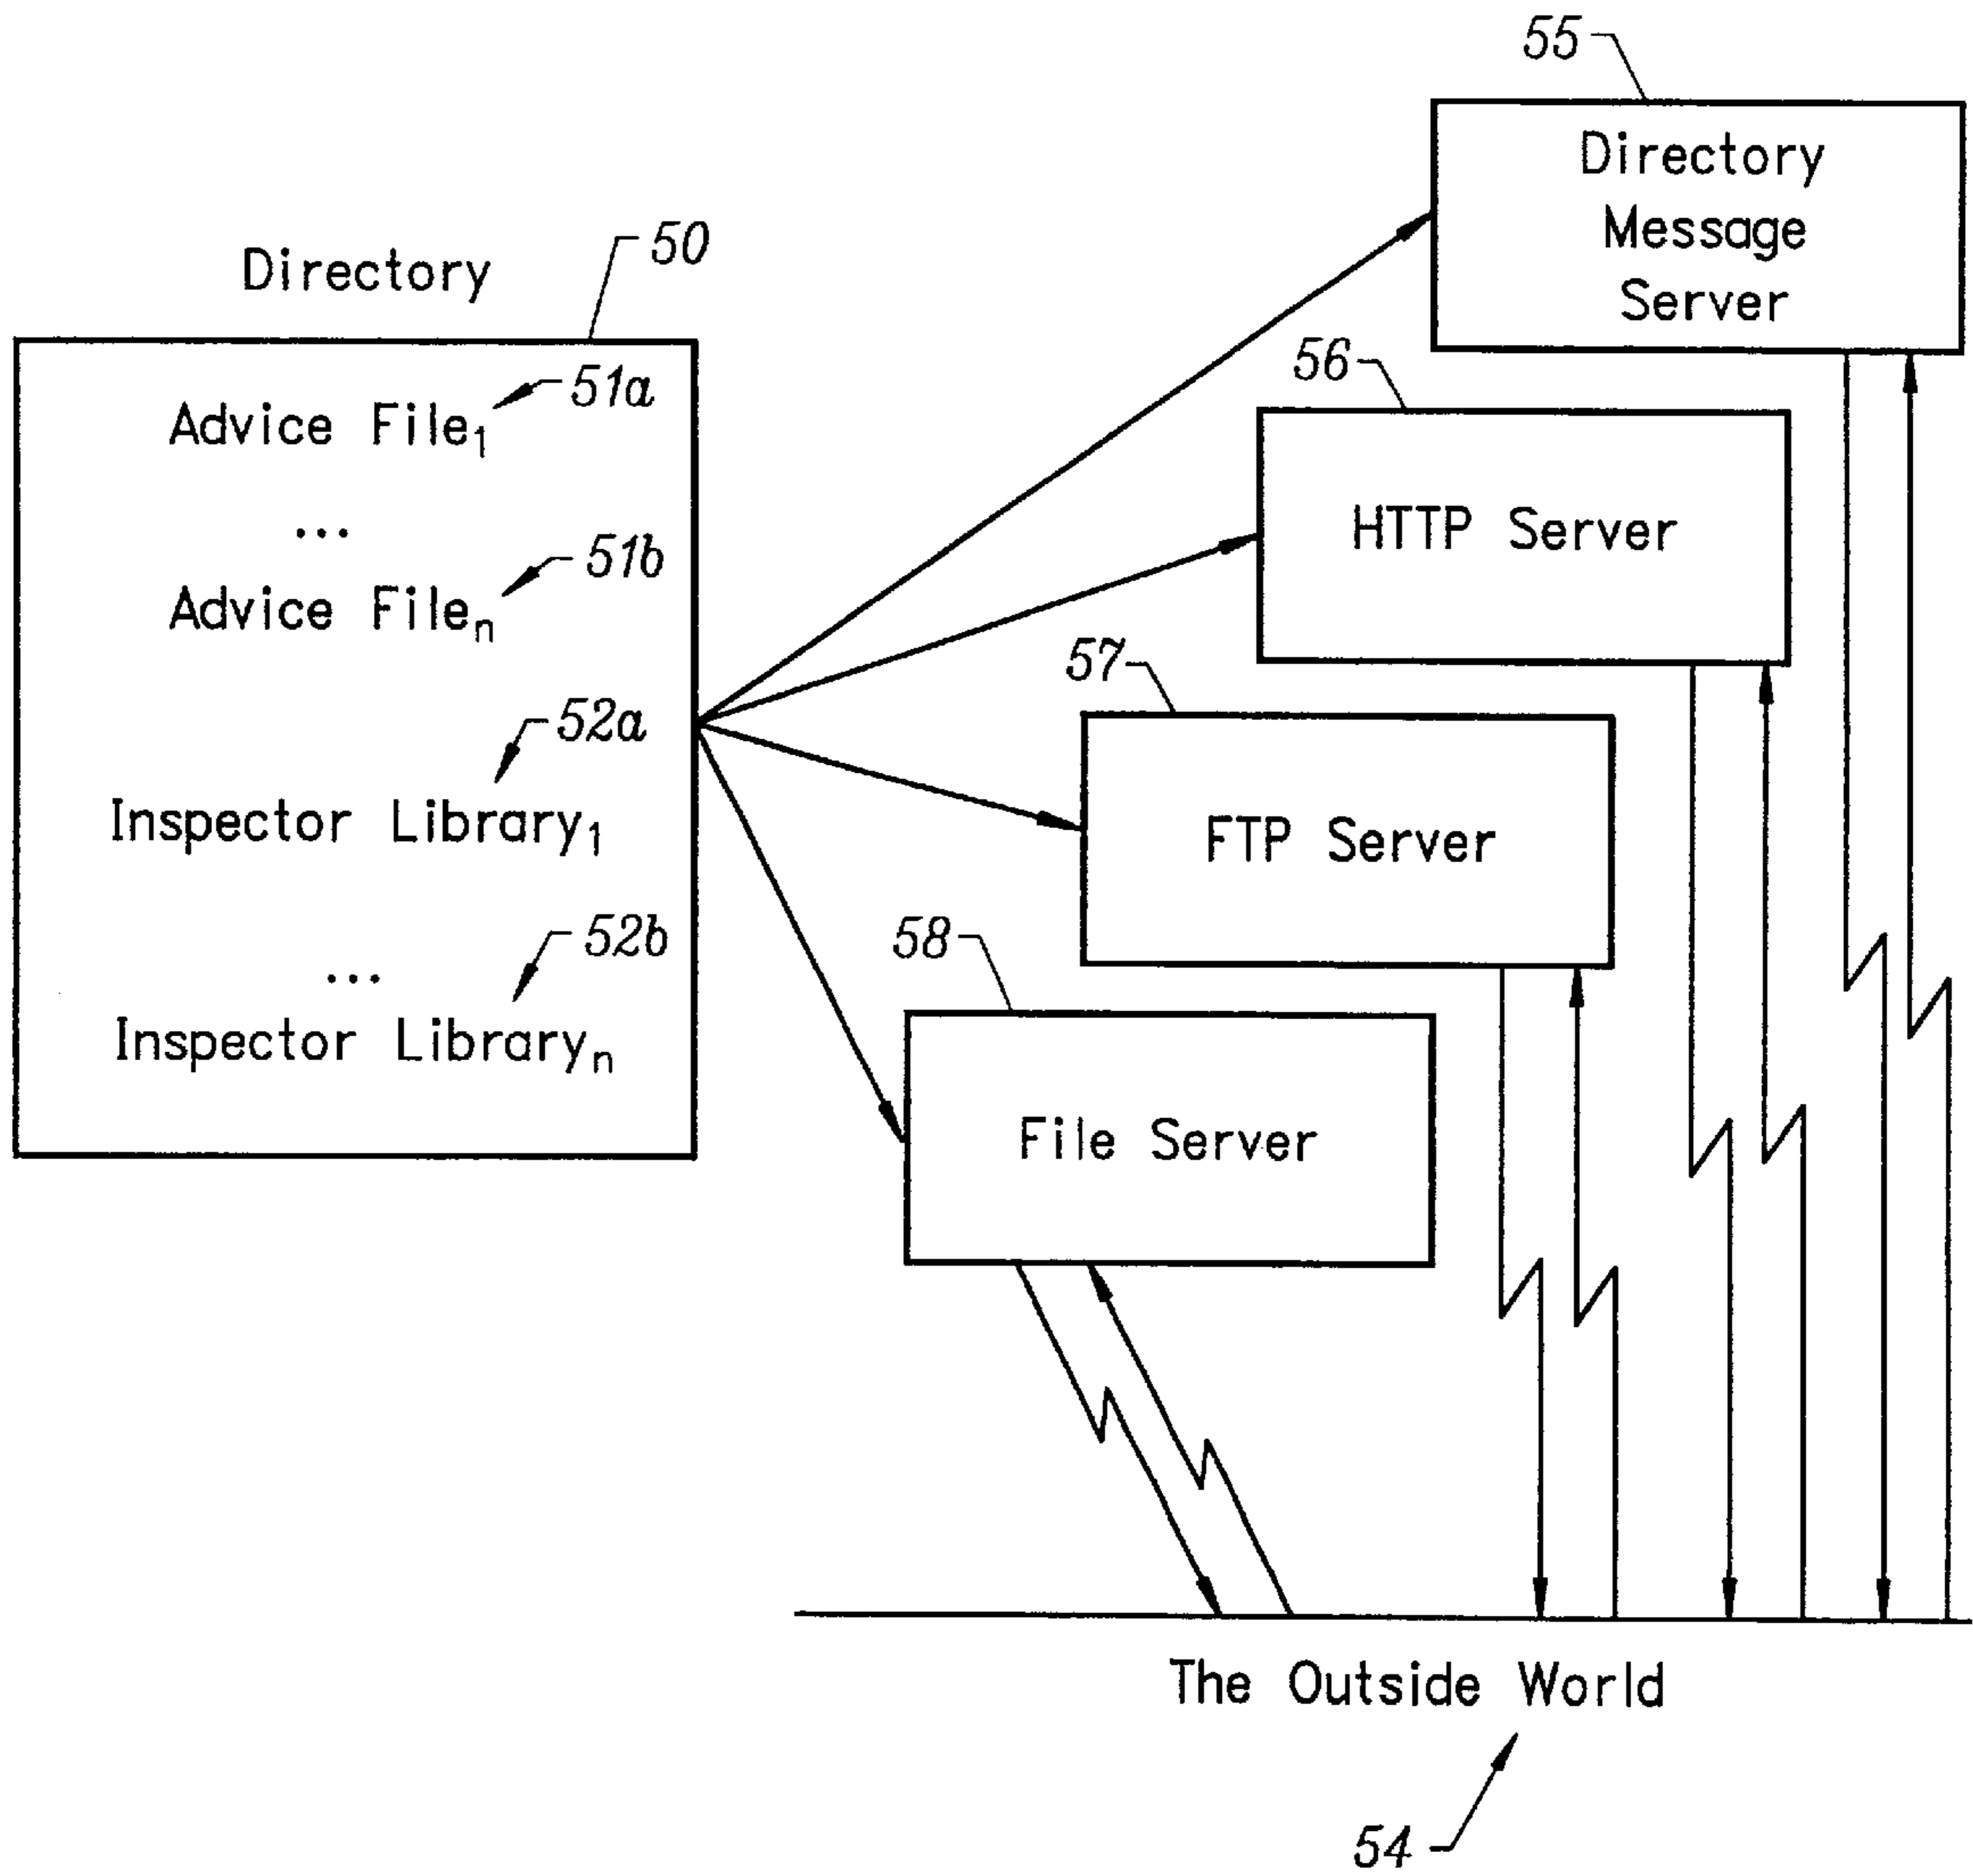 55
Directory
Message
Server
Directory
50
Advice File₁
51a
...
Advice Fileₙ
51b
Inspector Library₁
52a
...
Inspector Libraryₙ
52b
56
HTTP Server
57
FTP Server
58
File Server
The Outside World
54